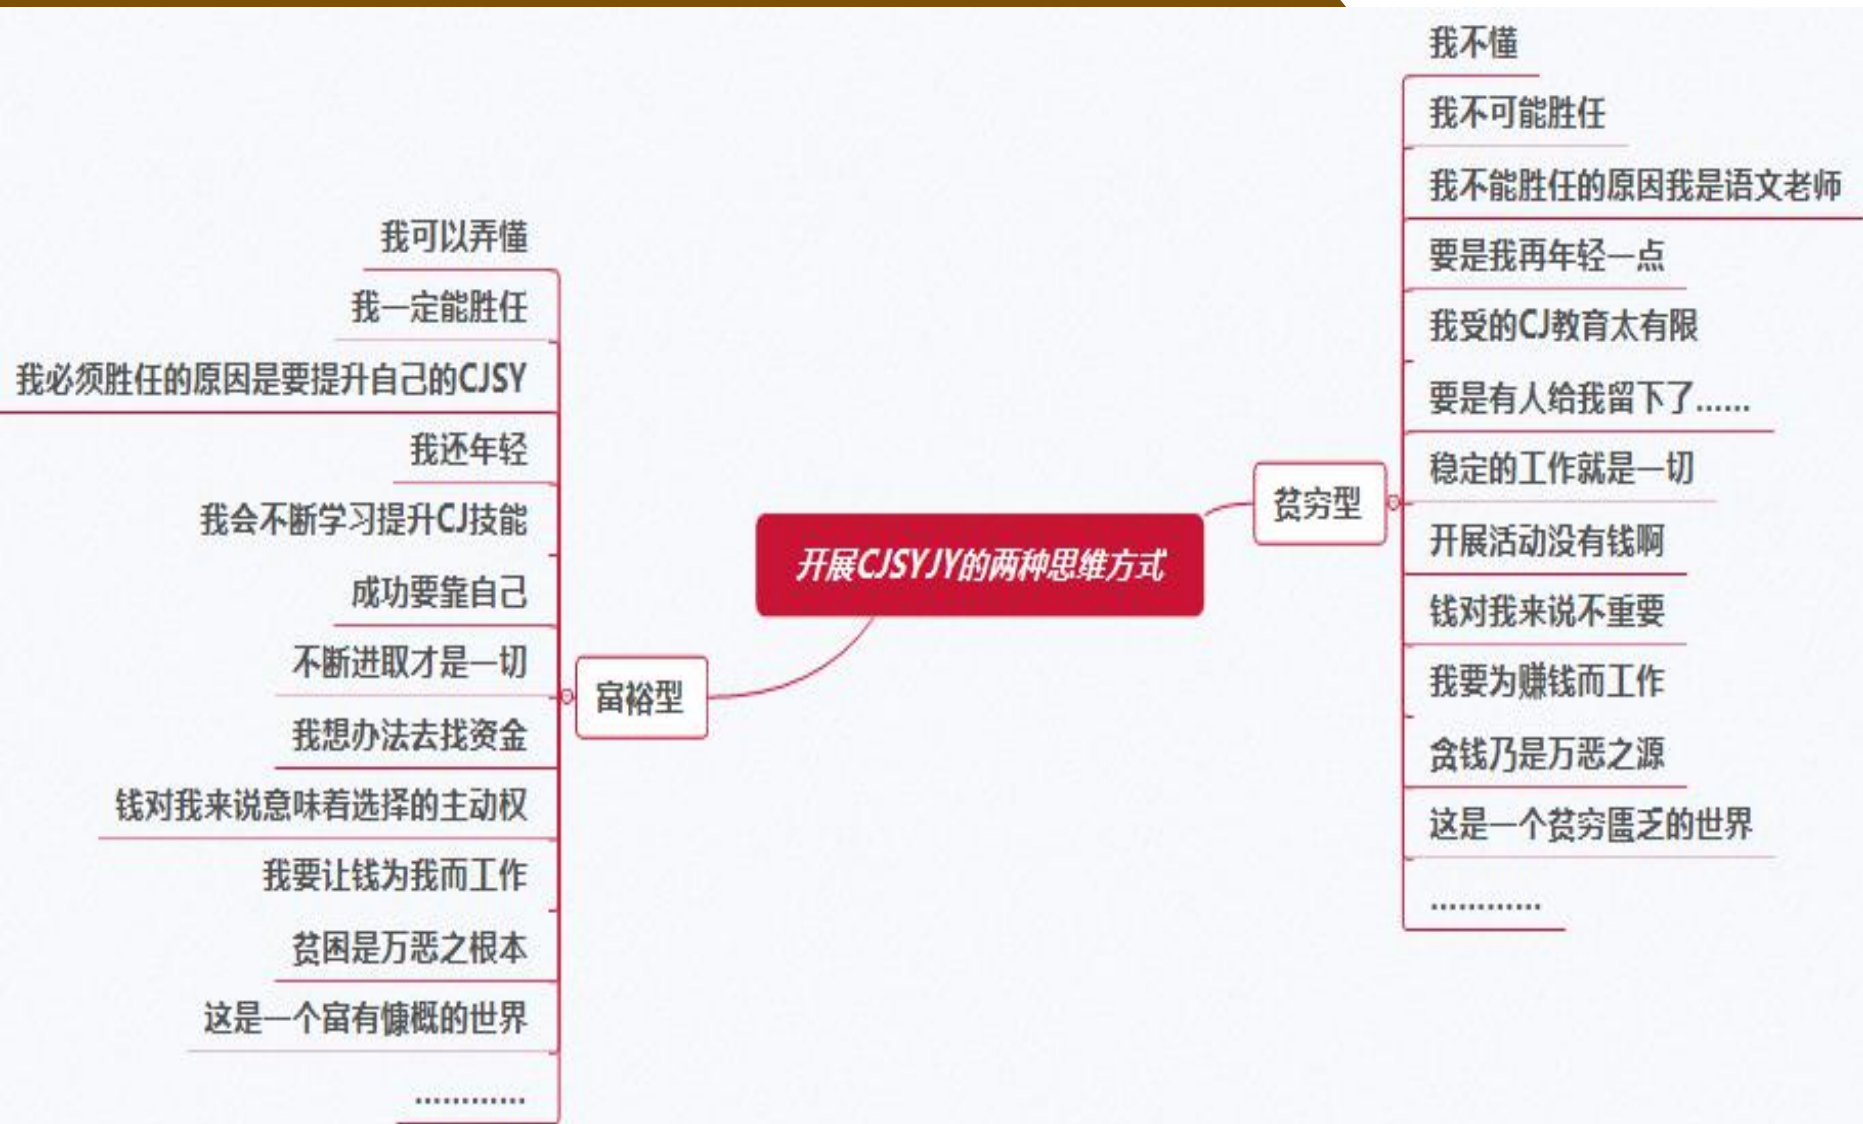 开展CJSYJY的两种思维方式
贫穷型
我不懂
我不可能胜任
我不能胜任的原因我是语文老师
要是我再年轻一点
我受的CJ教育太有限
要是有人给我留下了......
稳定的工作就是一切
开展活动没有钱啊
钱对我来说不重要
我要为赚钱而工作
贪钱乃是万恶之源
这是一个贫穷匮乏的世界
............
富裕型
我可以弄懂
我一定能胜任
我必须胜任的原因是要提升自己的CJSY
我还年轻
我会不断学习提升CJ技能
成功要靠自己
不断进取才是一切
我想办法去找资金
钱对我来说意味着选择的主动权
我要让钱为我而工作
贫困是万恶之根本
这是一个富有慷概的世界
............